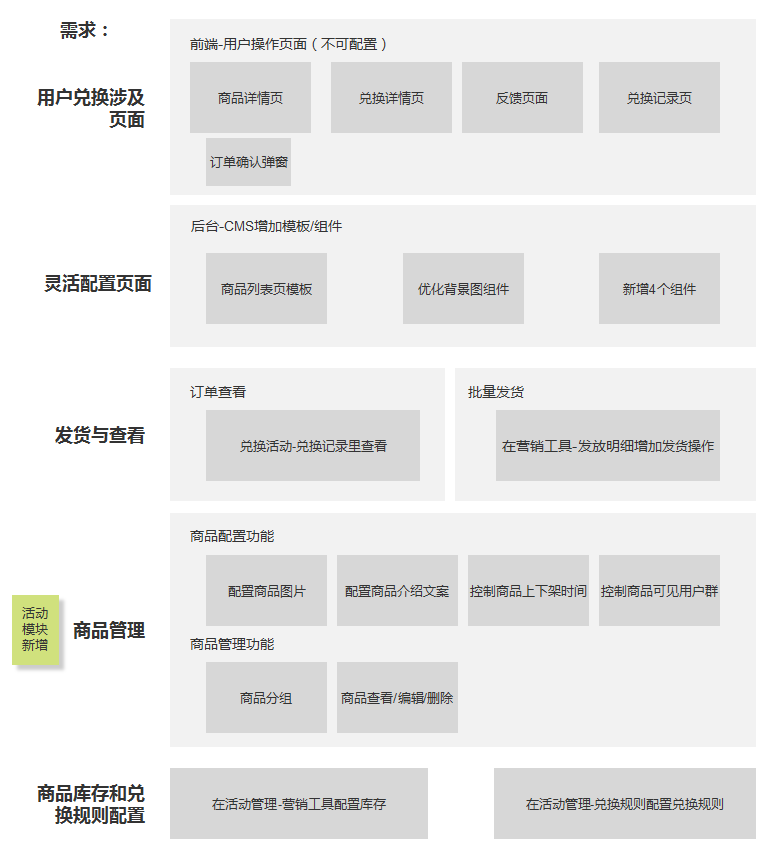 需求：
用户兑换涉及
页面
前端-用户操作页面（不可配置）
商品详情页
兑换详情页
反馈页面
兑换记录页
订单确认弹窗
灵活配置页面
后台-CMS增加模板/组件
商品列表页模板
优化背景图组件
新增4个组件
发货与查看
订单查看
兑换活动-兑换记录里查看
批量发货
在营销工具-发放明细增加发货操作
活动
模块
新增
商品管理
商品配置功能
配置商品图片
配置商品介绍文案
控制商品上下架时间
控制商品可见用户群
商品管理功能
商品分组
商品查看/编辑/删除
商品库存和兑
换规则配置
在活动管理-营销工具配置库存
在活动管理-兑换规则配置兑换规则